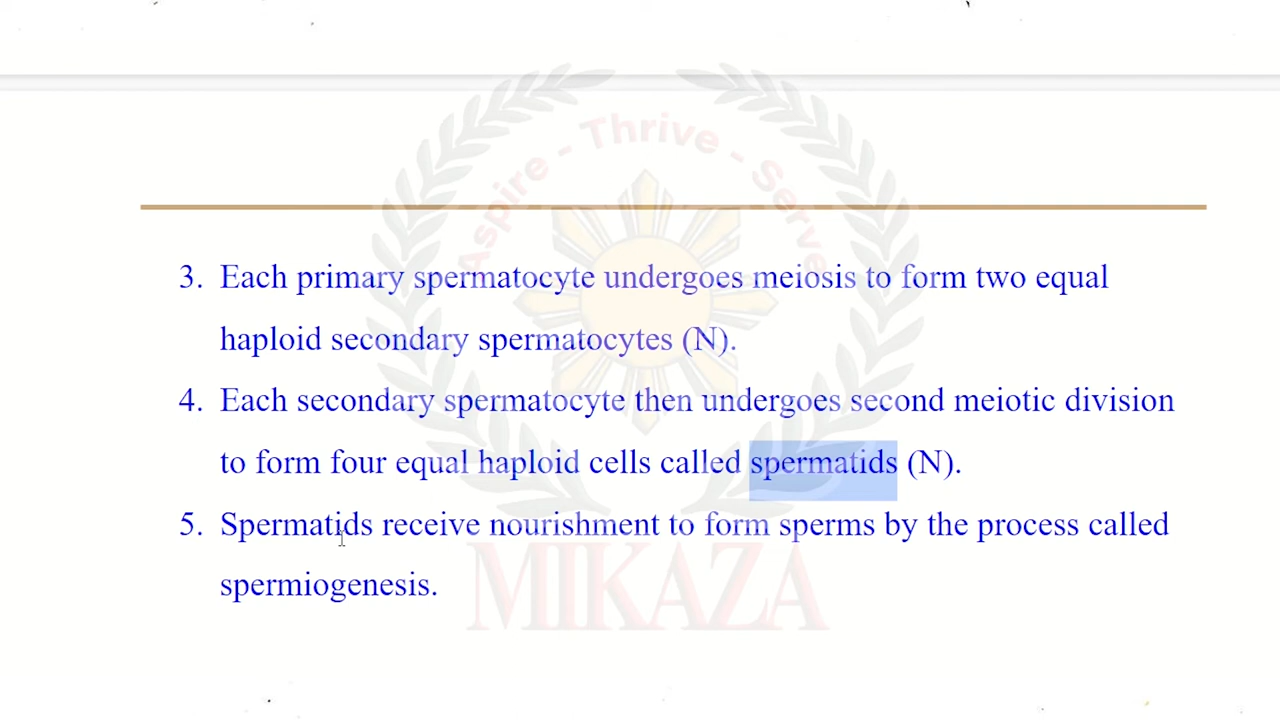 Aspire - Thrive - Serve
3. Each primary spermatocyte undergoes meiosis to form two equal
haploid secondary spermatocytes (N).
4. Each secondary spermatocyte then undergoes second meiotic division
to form four equal haploid cells called spermatids (N).
5. Spermatids receive nourishment to form sperms by the process called
spermiogenesis.
MIKAZA